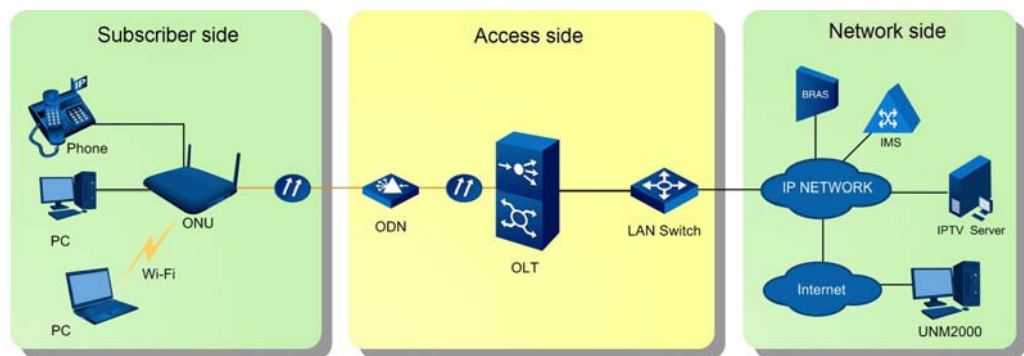 Subscriber side
IP
Phone
PC
ONU
Wi-Fi
PC
Access side
ODN
OLT
LAN Switch
Network side
BRAS
IMS
IP NETWORK
IPTV Server
Internet
UNM2000